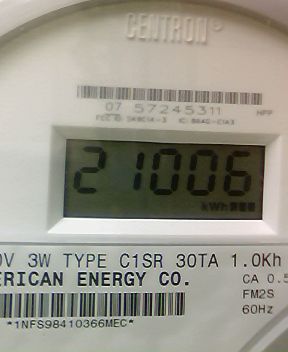 CENTRON®
07 57245311
HPP
21006
kWh
0V 3W TYPE C1SR 30TA 1.0Kh
ERICAN ENERGY CO.
CA 0.5
FM2S
60Hz
*1NFS98410366MEC*